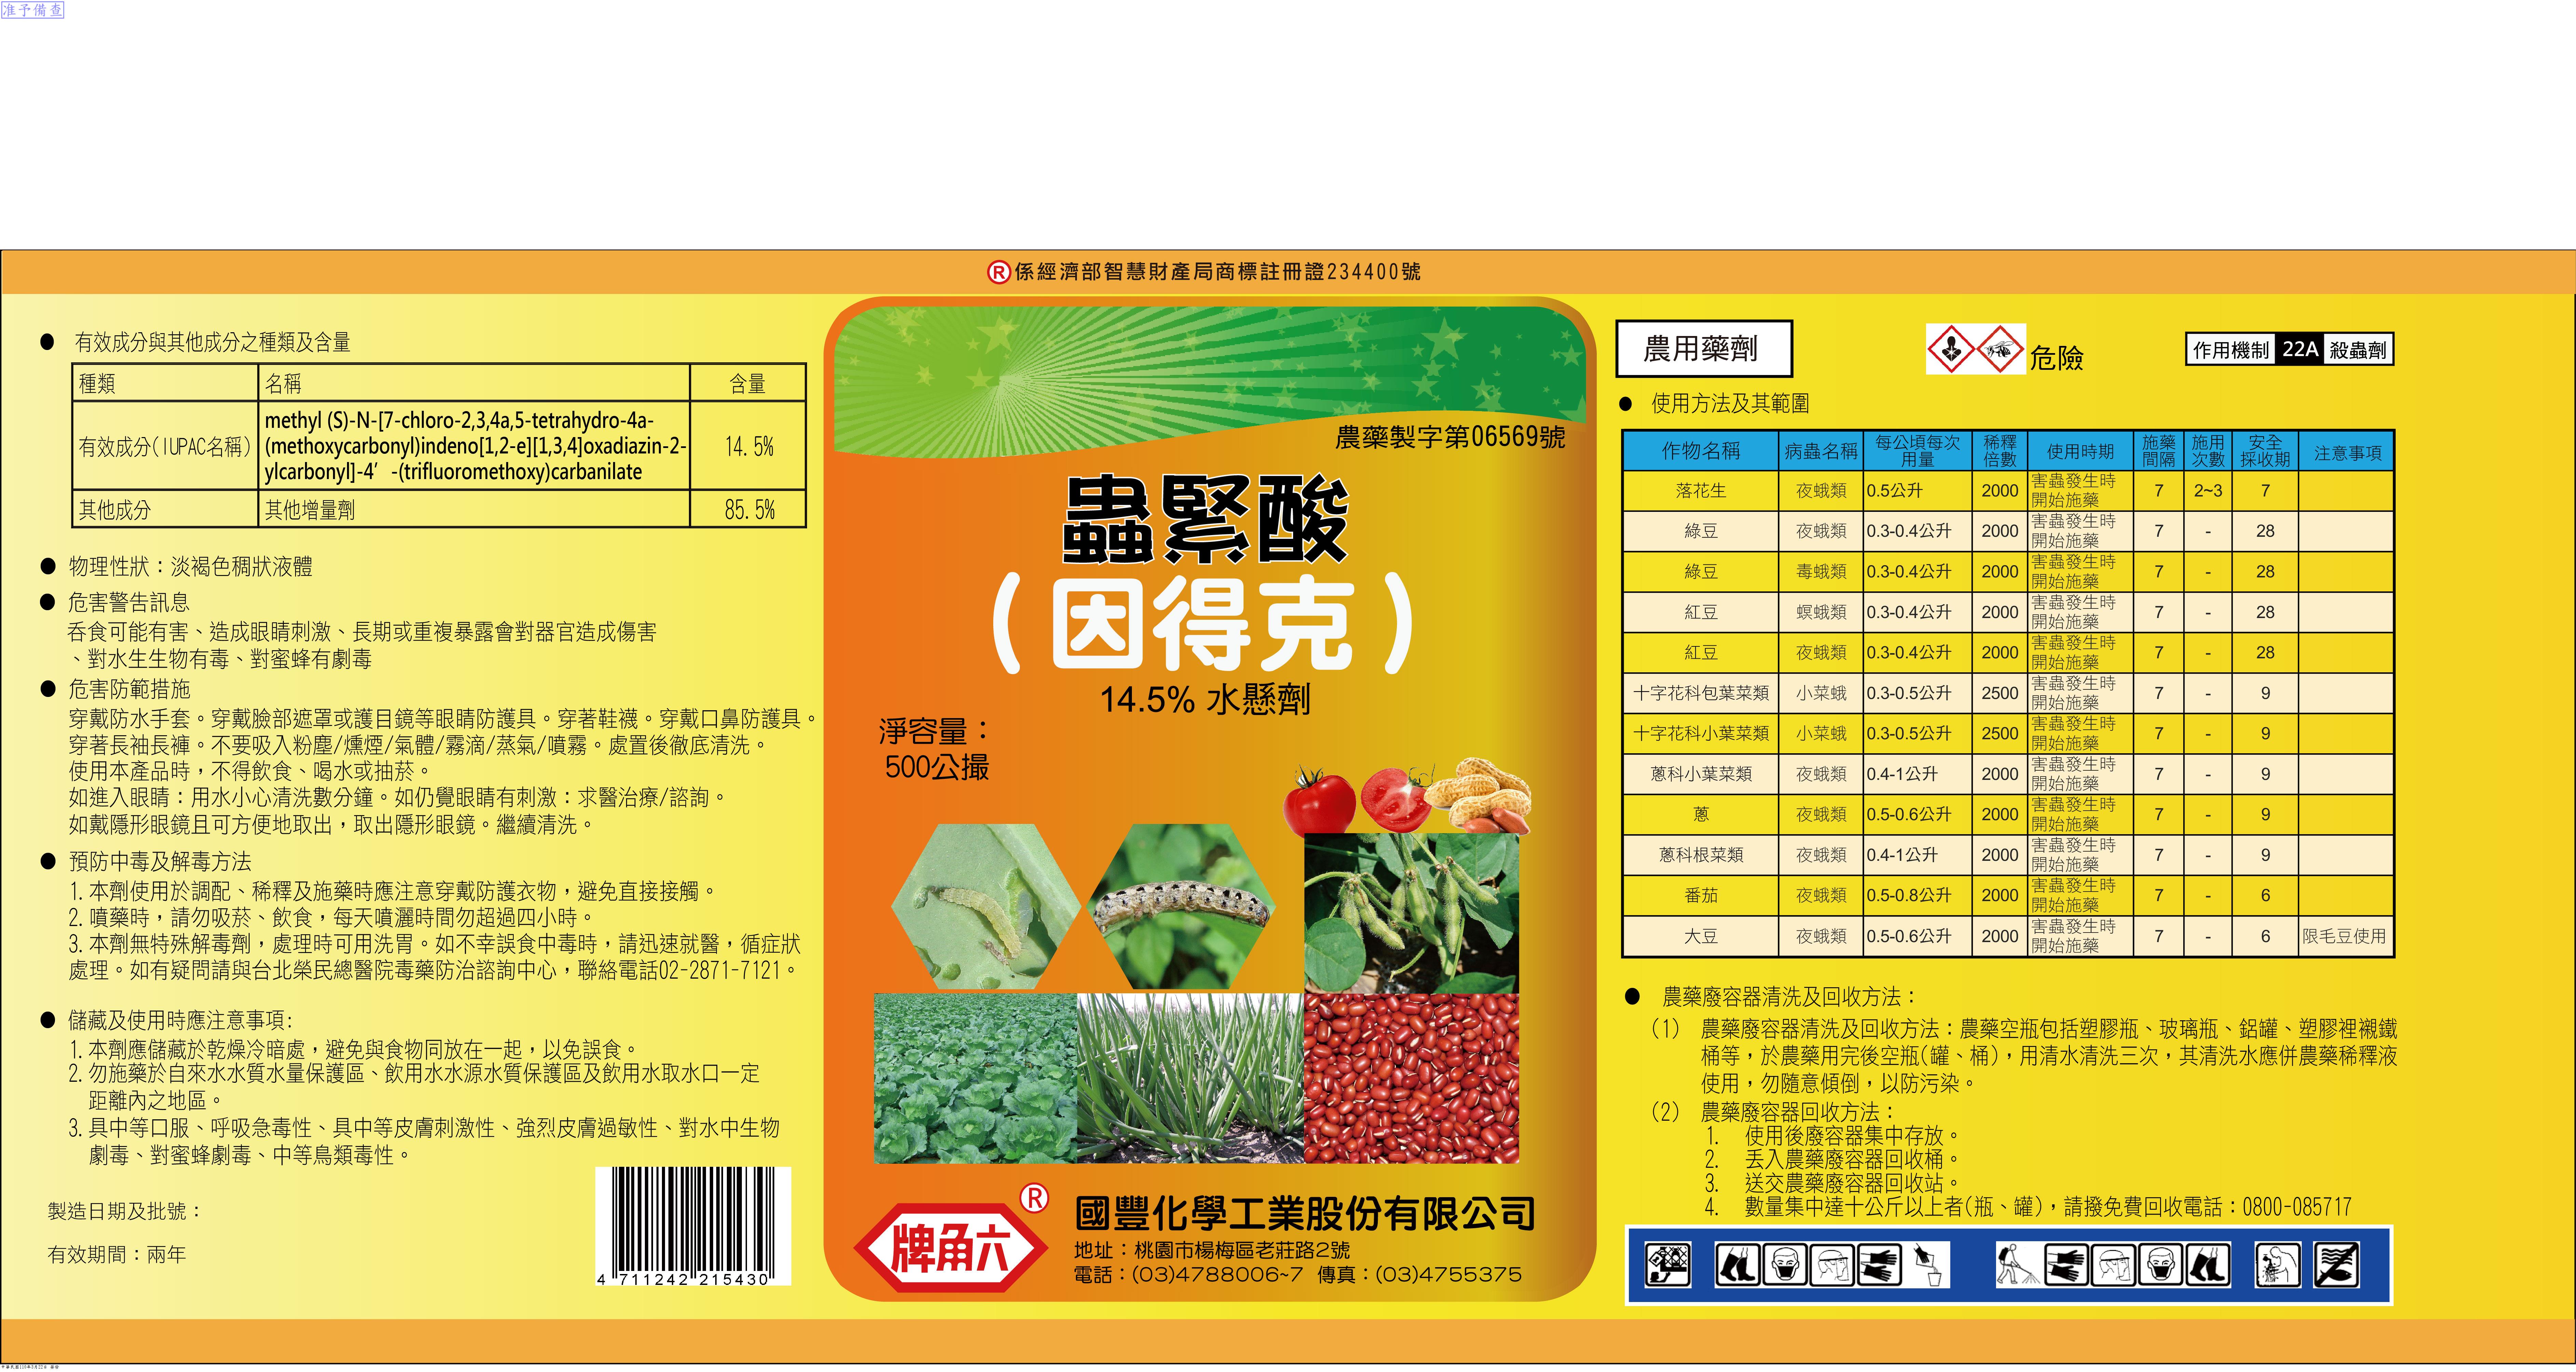 准予備查
®係經濟部智慧財產局商標註冊證234400號
● 有效成分與其他成分之種類及含量
種類 名稱 含量
有效成分(IUPAC名稱) methyl (S)-N-[7-chloro-2,3,4a,5-tetrahydro-4a-
(methoxycarbonyl)indeno[1,2-e][1,3,4]oxadiazin-2-
ylcarbonyl]-4′-(trifluoromethoxy)carbanilate 14.5%
其他成分 其他增量劑 85.5%
● 物理性狀：淡褐色稠狀液體
● 危害警告訊息
吞食可能有害、造成眼睛刺激、長期或重複暴露會對器官造成傷害
、對水生生物有毒、對蜜蜂有劇毒
● 危害防範措施
穿戴防水手套。穿戴臉部遮罩或護目鏡等眼睛防護具。穿著鞋襪。穿戴口鼻防護具。
穿著長袖長褲。不要吸入粉塵/燻煙/氣體/霧滴/蒸氣/噴霧。處置後徹底清洗。
使用本產品時，不得飲食、喝水或抽菸。
如進入眼睛：用水小心清洗數分鐘。如仍覺眼睛有刺激：求醫治療/諮詢。
如戴隱形眼鏡且可方便地取出，取出隱形眼鏡。繼續清洗。
● 預防中毒及解毒方法
1. 本劑使用於調配、稀釋及施藥時應注意穿戴防護衣物，避免直接接觸。
2. 噴藥時，請勿吸菸、飲食，每天噴灑時間勿超過四小時。
3. 本劑無特殊解毒劑，處理時可用洗胃。如不幸誤食中毒時，請迅速就醫，循症狀
處理。如有疑問請與台北榮民總醫院毒藥防治諮詢中心，聯絡電話02-2871-7121。
● 儲藏及使用時應注意事項:
1. 本劑應儲藏於乾燥冷暗處，避免與食物同放在一起，以免誤食。
2. 勿施藥於自來水水質水量保護區、飲用水水源水質保護區及飲用水取水口一定
距離內之地區。
3. 具中等口服、呼吸急毒性、具中等皮膚刺激性、強烈皮膚過敏性、對水中生物
劇毒、對蜜蜂劇毒、中等鳥類毒性。
製造日期及批號：
有效期間：兩年
4 711242 215430
農藥製字第06569號
蟲緊酸
(因得克)
14.5% 水懸劑
淨容量：
500公撮
牌角六
®
國豐化學工業股份有限公司
地址：桃園市楊梅區老莊路2號
電話：(03)4788006~7 傳真：(03)4755375
農用藥劑
危險
作用機制 22A 殺蟲劑
● 使用方法及其範圍
作物名稱 病蟲名稱 每公頃每次用量 稀釋倍數 使用時期 施藥間隔 施用次數 安全採收期 注意事項
落花生 夜蛾類 0.5公升 2000 害蟲發生時開始施藥 7 2~3 7
綠豆 夜蛾類 0.3-0.4公升 2000 害蟲發生時開始施藥 7 - 28
綠豆 毒蛾類 0.3-0.4公升 2000 害蟲發生時開始施藥 7 - 28
紅豆 螟蛾類 0.3-0.4公升 2000 害蟲發生時開始施藥 7 - 28
紅豆 夜蛾類 0.3-0.4公升 2000 害蟲發生時開始施藥 7 - 28
十字花科包葉菜類 小菜蛾 0.3-0.5公升 2500 害蟲發生時開始施藥 7 - 9
十字花科小葉菜類 小菜蛾 0.3-0.5公升 2500 害蟲發生時開始施藥 7 - 9
蔥科小葉菜類 夜蛾類 0.4-1公升 2000 害蟲發生時開始施藥 7 - 9
蔥 夜蛾類 0.5-0.6公升 2000 害蟲發生時開始施藥 7 - 9
蔥科根菜類 夜蛾類 0.4-1公升 2000 害蟲發生時開始施藥 7 - 9
番茄 夜蛾類 0.5-0.8公升 2000 害蟲發生時開始施藥 7 - 6
大豆 夜蛾類 0.5-0.6公升 2000 害蟲發生時開始施藥 7 - 6 限毛豆使用
● 農藥廢容器清洗及回收方法：
(1) 農藥廢容器清洗及回收方法：農藥空瓶包括塑膠瓶、玻璃瓶、鋁罐、塑膠裡襯鐵
桶等，於農藥用完後空瓶(罐、桶)，用清水清洗三次，其清洗水應併農藥稀釋液
使用，勿隨意傾倒，以防污染。
(2) 農藥廢容器回收方法：
1. 使用後廢容器集中存放。
2. 丟入農藥廢容器回收桶。
3. 送交農藥廢容器回收站。
4. 數量集中達十公斤以上者(瓶、罐)，請撥免費回收電話：0800-085717